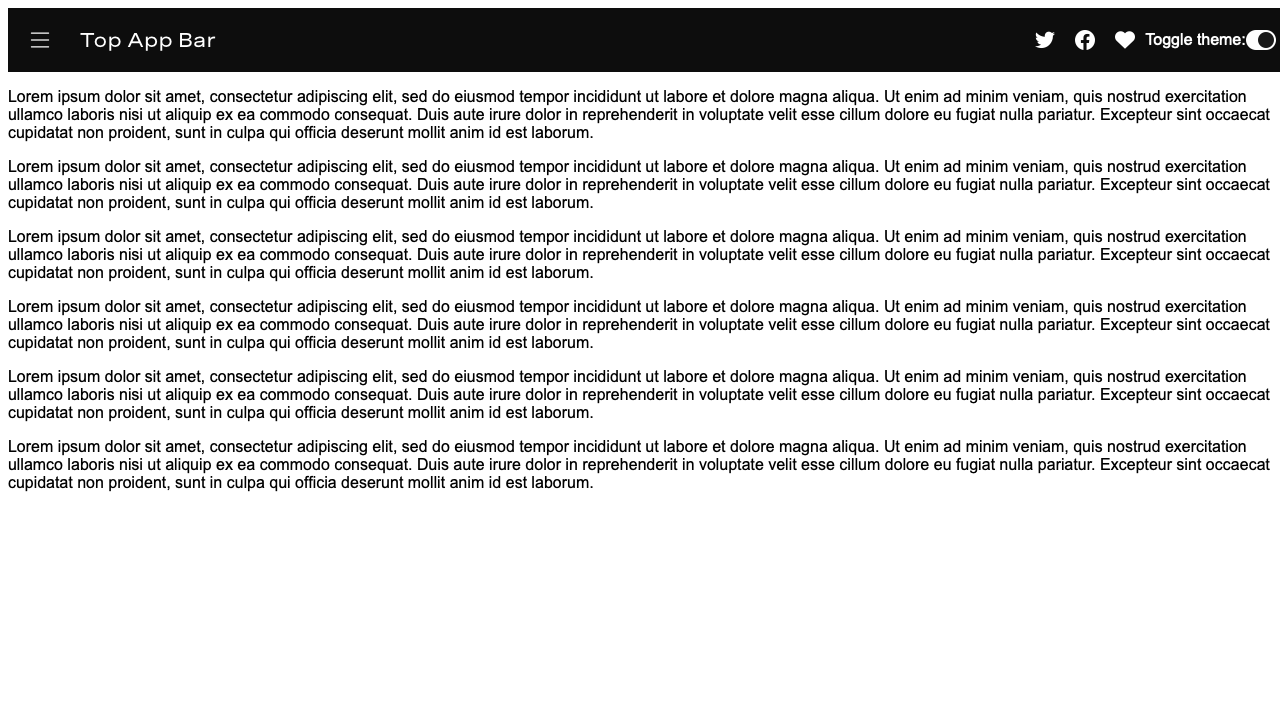 Top App Bar
Toggle theme:
Lorem ipsum dolor sit amet, consectetur adipiscing elit, sed do eiusmod tempor incididunt ut labore et dolore magna aliqua. Ut enim ad minim veniam, quis nostrud exercitation
ullamco laboris nisi ut aliquip ex ea commodo consequat. Duis aute irure dolor in reprehenderit in voluptate velit esse cillum dolore eu fugiat nulla pariatur. Excepteur sint occaecat
cupidatat non proident, sunt in culpa qui officia deserunt mollit anim id est laborum.
Lorem ipsum dolor sit amet, consectetur adipiscing elit, sed do eiusmod tempor incididunt ut labore et dolore magna aliqua. Ut enim ad minim veniam, quis nostrud exercitation
ullamco laboris nisi ut aliquip ex ea commodo consequat. Duis aute irure dolor in reprehenderit in voluptate velit esse cillum dolore eu fugiat nulla pariatur. Excepteur sint occaecat
cupidatat non proident, sunt in culpa qui officia deserunt mollit anim id est laborum.
Lorem ipsum dolor sit amet, consectetur adipiscing elit, sed do eiusmod tempor incididunt ut labore et dolore magna aliqua. Ut enim ad minim veniam, quis nostrud exercitation
ullamco laboris nisi ut aliquip ex ea commodo consequat. Duis aute irure dolor in reprehenderit in voluptate velit esse cillum dolore eu fugiat nulla pariatur. Excepteur sint occaecat
cupidatat non proident, sunt in culpa qui officia deserunt mollit anim id est laborum.
Lorem ipsum dolor sit amet, consectetur adipiscing elit, sed do eiusmod tempor incididunt ut labore et dolore magna aliqua. Ut enim ad minim veniam, quis nostrud exercitation
ullamco laboris nisi ut aliquip ex ea commodo consequat. Duis aute irure dolor in reprehenderit in voluptate velit esse cillum dolore eu fugiat nulla pariatur. Excepteur sint occaecat
cupidatat non proident, sunt in culpa qui officia deserunt mollit anim id est laborum.
Lorem ipsum dolor sit amet, consectetur adipiscing elit, sed do eiusmod tempor incididunt ut labore et dolore magna aliqua. Ut enim ad minim veniam, quis nostrud exercitation
ullamco laboris nisi ut aliquip ex ea commodo consequat. Duis aute irure dolor in reprehenderit in voluptate velit esse cillum dolore eu fugiat nulla pariatur. Excepteur sint occaecat
cupidatat non proident, sunt in culpa qui officia deserunt mollit anim id est laborum.
Lorem ipsum dolor sit amet, consectetur adipiscing elit, sed do eiusmod tempor incididunt ut labore et dolore magna aliqua. Ut enim ad minim veniam, quis nostrud exercitation
ullamco laboris nisi ut aliquip ex ea commodo consequat. Duis aute irure dolor in reprehenderit in voluptate velit esse cillum dolore eu fugiat nulla pariatur. Excepteur sint occaecat
cupidatat non proident, sunt in culpa qui officia deserunt mollit anim id est laborum.